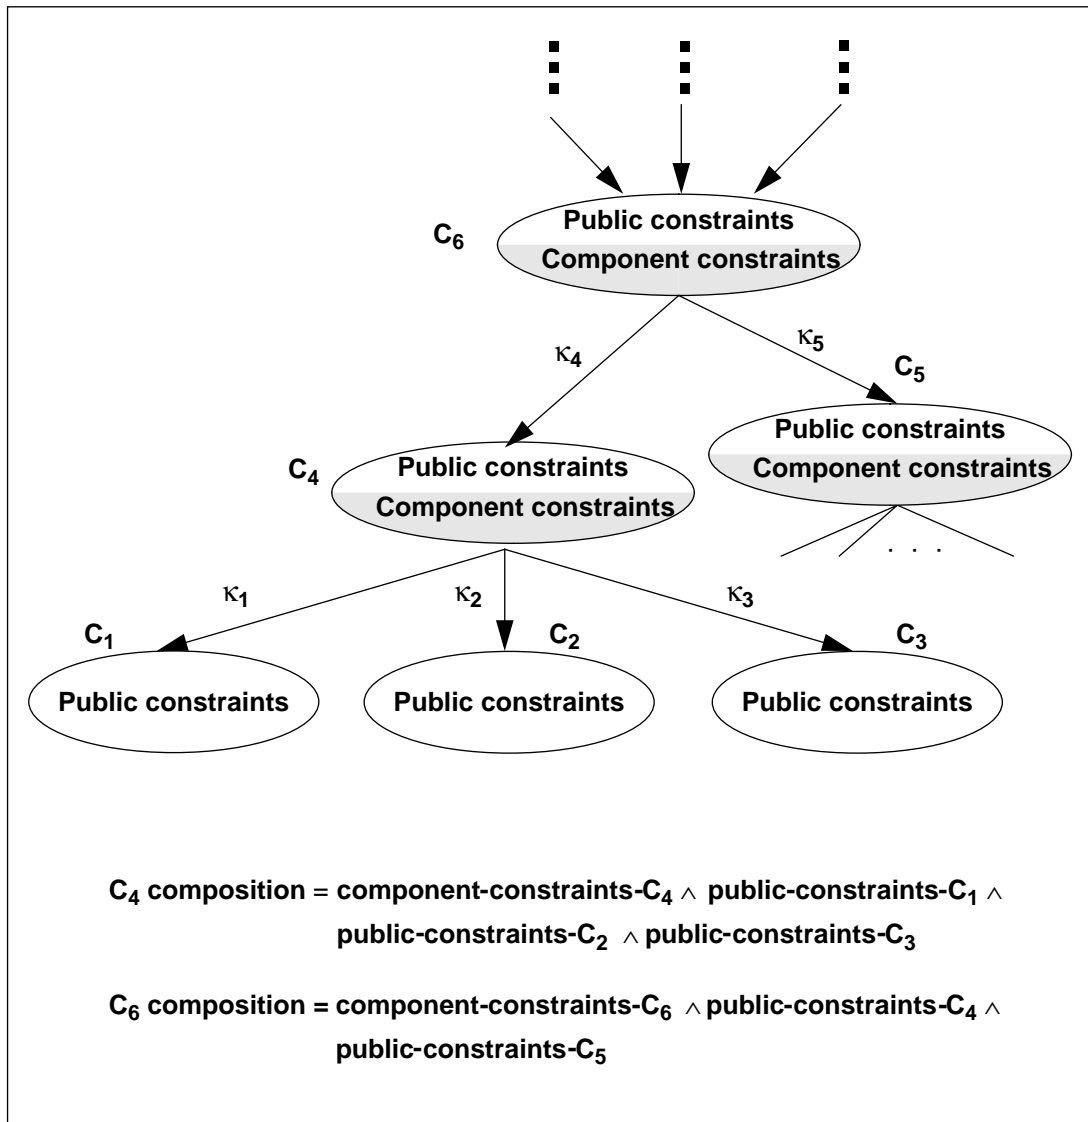 Public constraints
C6
Component constraints
κ4
κ5
C5
Public constraints
Component constraints
C4
Public constraints
Component constraints
. . .
κ1
κ2
κ3
C1
C2
C3
Public constraints
Public constraints
Public constraints
C4 composition = component-constraints-C4 ∧ public-constraints-C1 ∧
public-constraints-C2 ∧ public-constraints-C3
C6 composition = component-constraints-C6 ∧ public-constraints-C4 ∧
public-constraints-C5